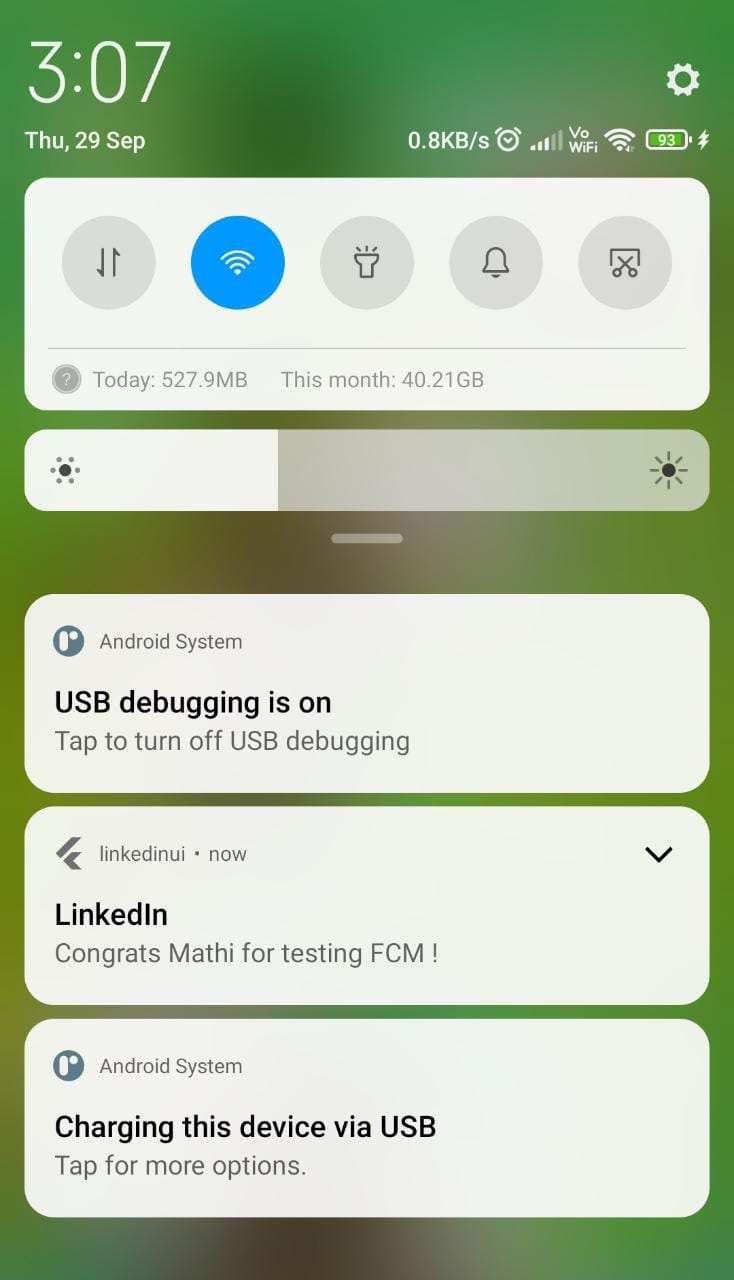 3:07
Thu, 29 Sep 0.8KB/s Vo WiFi 93
? Today: 527.9MB This month: 40.21GB
Android System
USB debugging is on
Tap to turn off USB debugging
linkedinui • now
LinkedIn
Congrats Mathi for testing FCM !
Android System
Charging this device via USB
Tap for more options.